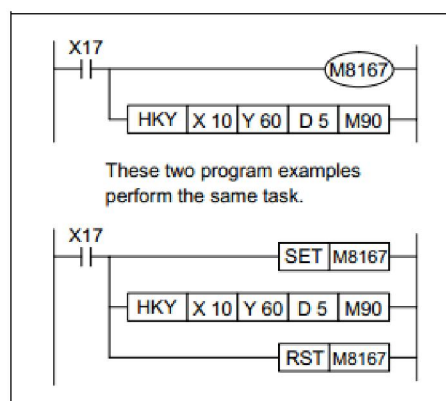 X17
M8167
HKY X 10 Y 60 D 5 M90
These two program examples
perform the same task.
X17
SET M8167
HKY X 10 Y 60 D 5 M90
RST M8167